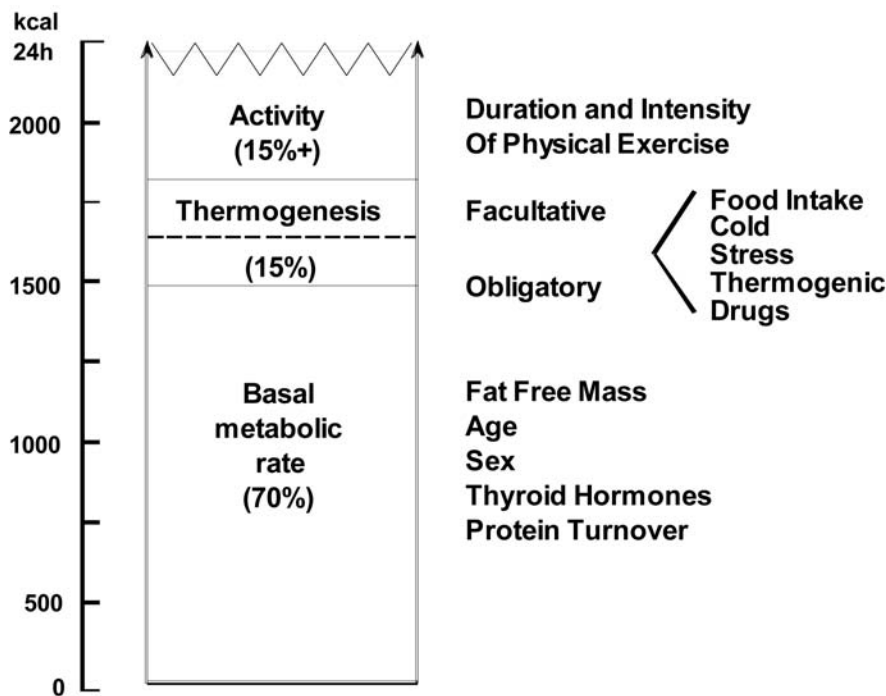 kcal
24h
2000
1500
1000
500
0
Activity
(15%+)
Thermogenesis
(15%)
Basal
metabolic
rate
(70%)
Duration and Intensity
Of Physical Exercise
Facultative
Obligatory
Food Intake
Cold
Stress
Thermogenic
Drugs
Fat Free Mass
Age
Sex
Thyroid Hormones
Protein Turnover